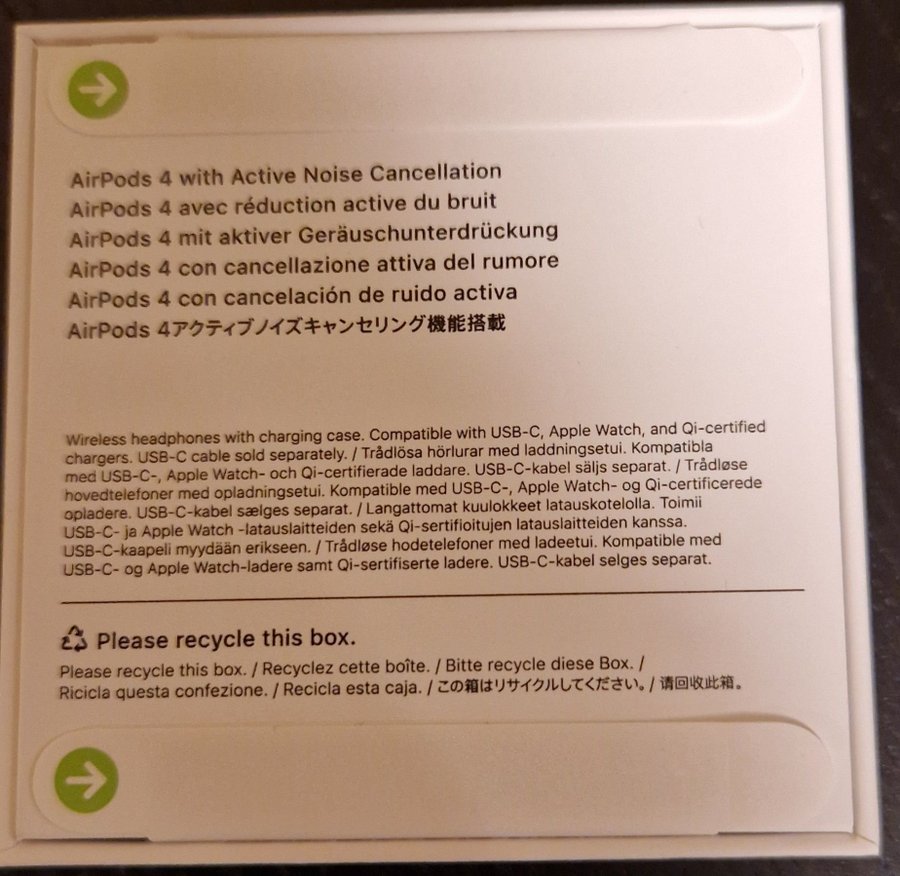 AirPods 4 with Active Noise Cancellation
AirPods 4 avec réduction active du bruit
AirPods 4 mit aktiver Geräuschunterdrückung
AirPods 4 con cancellazione attiva del rumore
AirPods 4 con cancelación de ruido activa
AirPods 4アクティブノイズキャンセリング機能搭載
Wireless headphones with charging case. Compatible with USB-C, Apple Watch, and Qi-certified
chargers. USB-C cable sold separately. / Trådlösa hörlurar med laddningsetui. Kompatibla
med USB-C-, Apple Watch- och Qi-certifierade laddare. USB-C-kabel säljs separat. / Trådløse
hovedtelefoner med opladningsetui. Kompatible med USB-C-, Apple Watch- og Qi-certificerede
opladere. USB-C-kabel sælges separat. / Langattomat kuulokkeet latauskotelolla. Toimii
USB-C- ja Apple Watch -latauslaitteiden sekä Qi-sertifioitujen latauslaitteiden kanssa.
USB-C-kaapeli myydään erikseen. / Trådløse hodetelefoner med ladeetui. Kompatible med
USB-C- og Apple Watch-ladere samt Qi-sertifiserte ladere. USB-C-kabel selges separat.
Please recycle this box.
Please recycle this box. / Recyclez cette boîte. / Bitte recycle diese Box. /
Ricicla questa confezione. / Recicla esta caja. / この箱はリサイクルしてください。/ 请回收此箱。